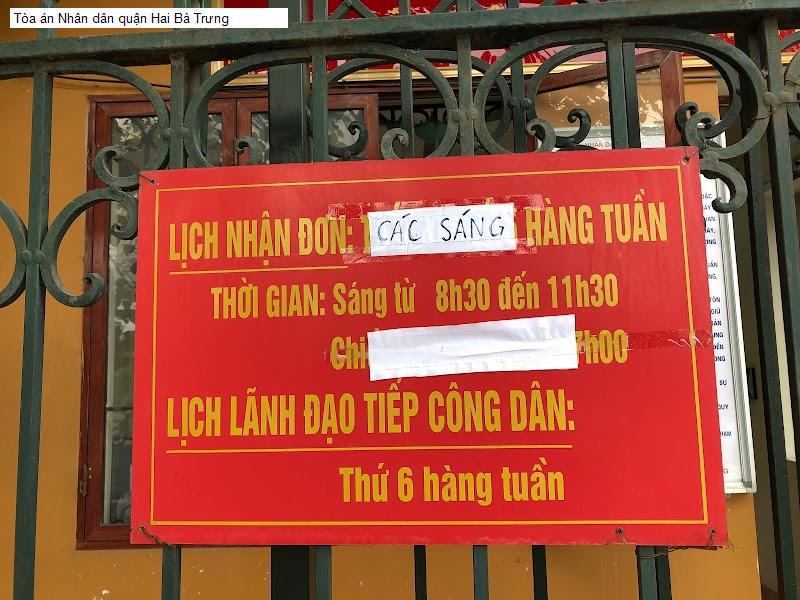 Tòa án Nhân dân quận Hai Bà Trưng
LỊCH NHẬN ĐƠN: CÁC SÁNG HÀNG TUẦN
THỜI GIAN: Sáng từ 8h30 đến 11h30
7h00
LỊCH LÃNH ĐẠO TIẾP CÔNG DÂN:
Thứ 6 hàng tuần